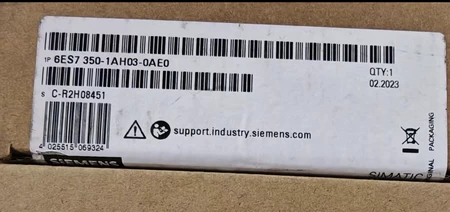 1P 6ES7 350-1AH03-0AE0
QTY:1
02.2023
S C-R2H08451
support.industry.siemens.com
4 025515 069324
SIEMENS
SIMATIC
ORIGINAL PACKAGING